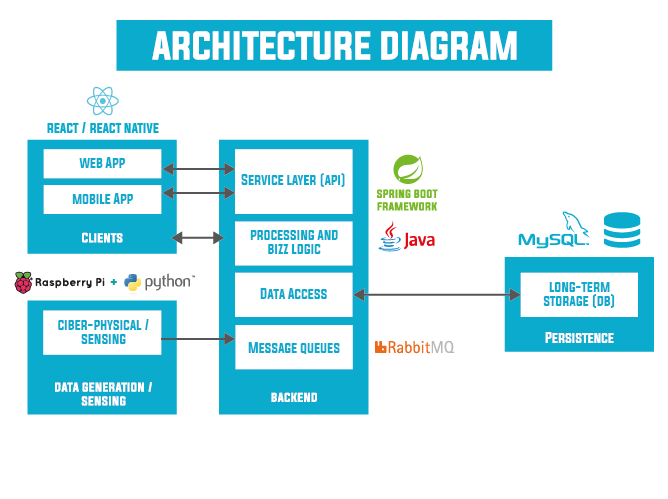 ARCHITECTURE DIAGRAM
REACT / REACT NATIVE
WEB APP
MOBILE APP
CLIENTS
SERVICE LAYER (API)
PROCESSING AND
BIZZ LOGIC
DATA ACCESS
MESSAGE QUEUES
BACKEND
SPRING BOOT
FRAMEWORK
Java
RabbitMQ
Raspberry Pi + python™
CIBER-PHYSICAL /
SENSING
DATA GENERATION /
SENSING
MySQL
LONG-TERM
STORAGE (DB)
PERSISTENCE